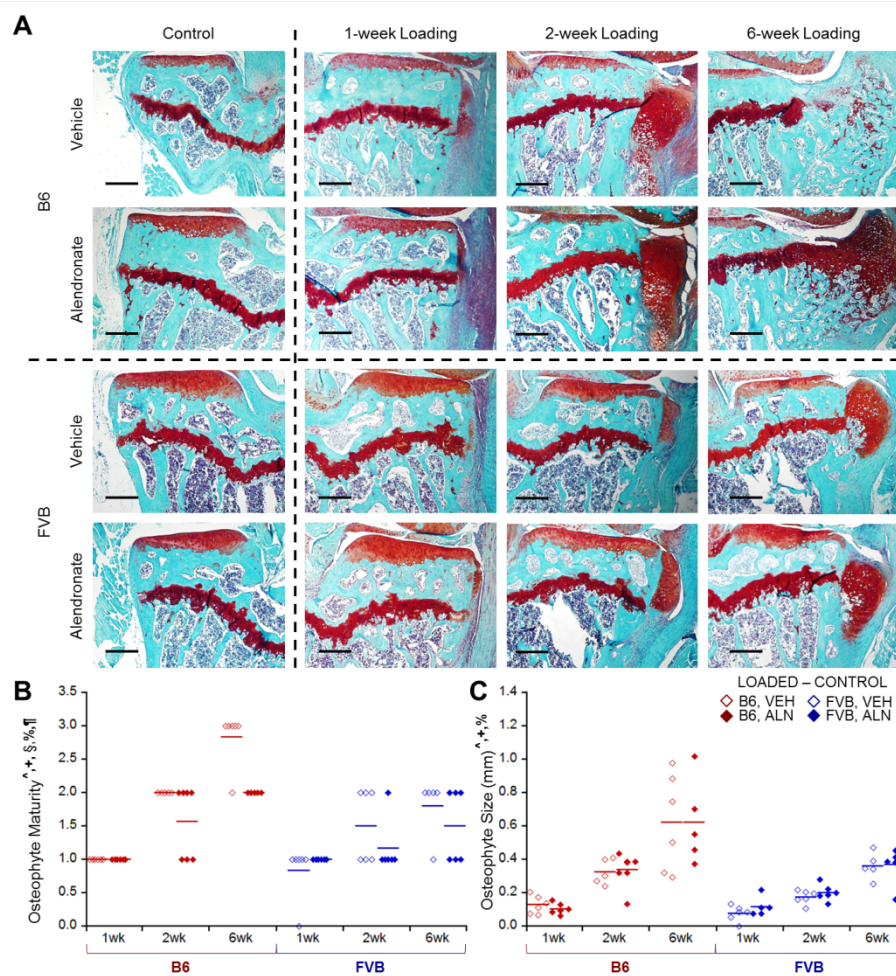 A
Control
1-week Loading
2-week Loading
6-week Loading
B6
Vehicle
Alendronate
FVB
Vehicle
Alendronate
B
Osteophyte Maturity ^,+, §,%,¶
3.5
3.0
2.5
2.0
1.5
1.0
0.5
0.0
1wk 2wk 6wk 1wk 2wk 6wk
B6 FVB
C
LOADED – CONTROL
B6, VEH FVB, VEH
B6, ALN FVB, ALN
Osteophyte Size (mm) ^,+,%
1.4
1.2
1.0
0.8
0.6
0.4
0.2
0.0
1wk 2wk 6wk 1wk 2wk 6wk
B6 FVB